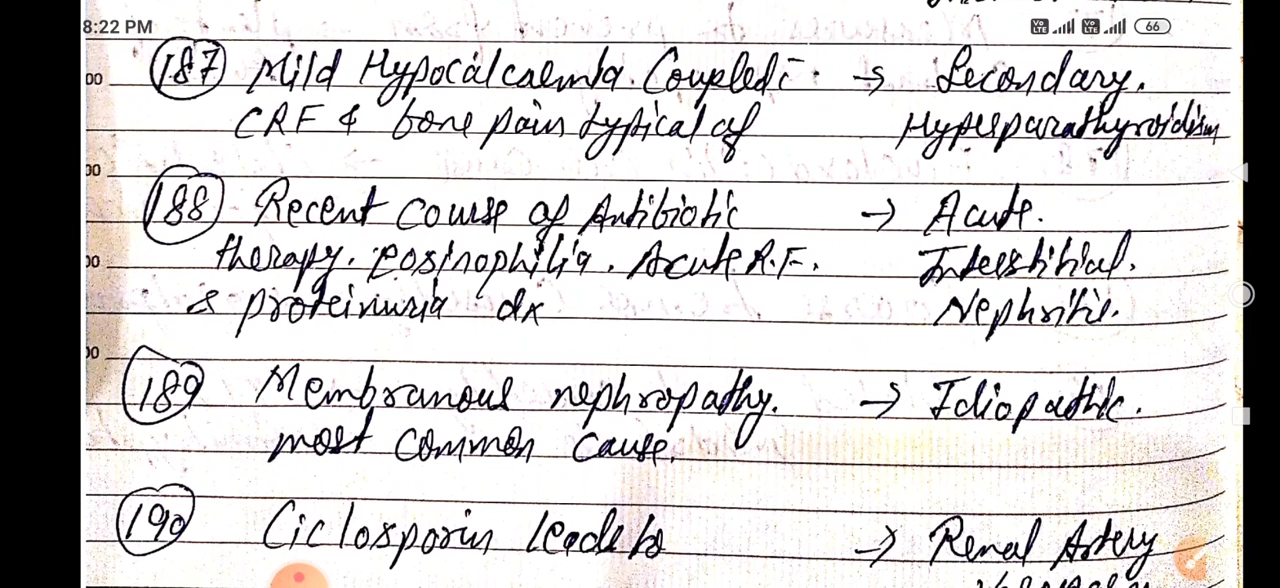 8:22 PM 66
187 Mild Hypocalcaemia. Coupled c̄ → Secondary.
CRF & bone pain typical of Hyperparathyroidism
188 Recent course of Antibiotic → Acute.
therapy. eosinophilia. Acute R.F. Interstitial.
& proteinuria dx Nephritis.
189 Membranous nephropathy. → Idiopathic.
most common cause.
190 Ciclosporin leads to → Renal Artery